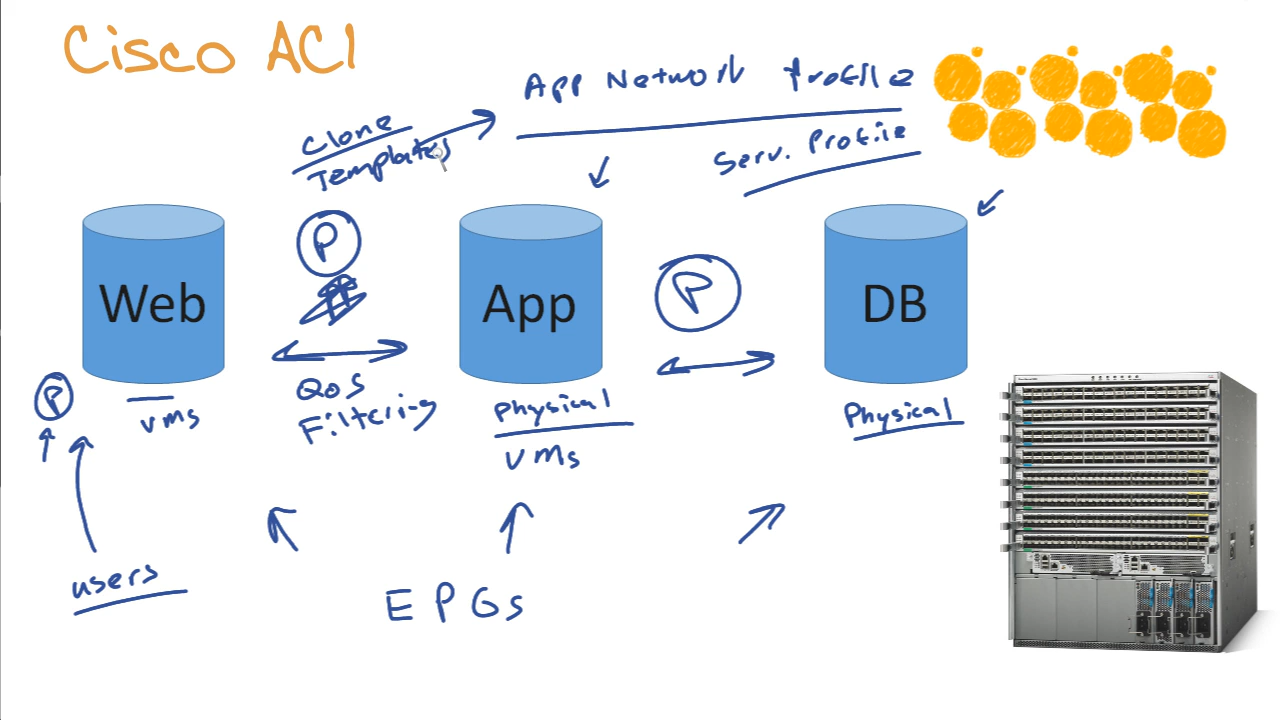 Cisco ACI
App Network Profile
Clone
Templates
Serv. Profile
P
Web
App
DB
P
P
QoS
Filtering
vms
Physical
vms
Physical
users
EPGs